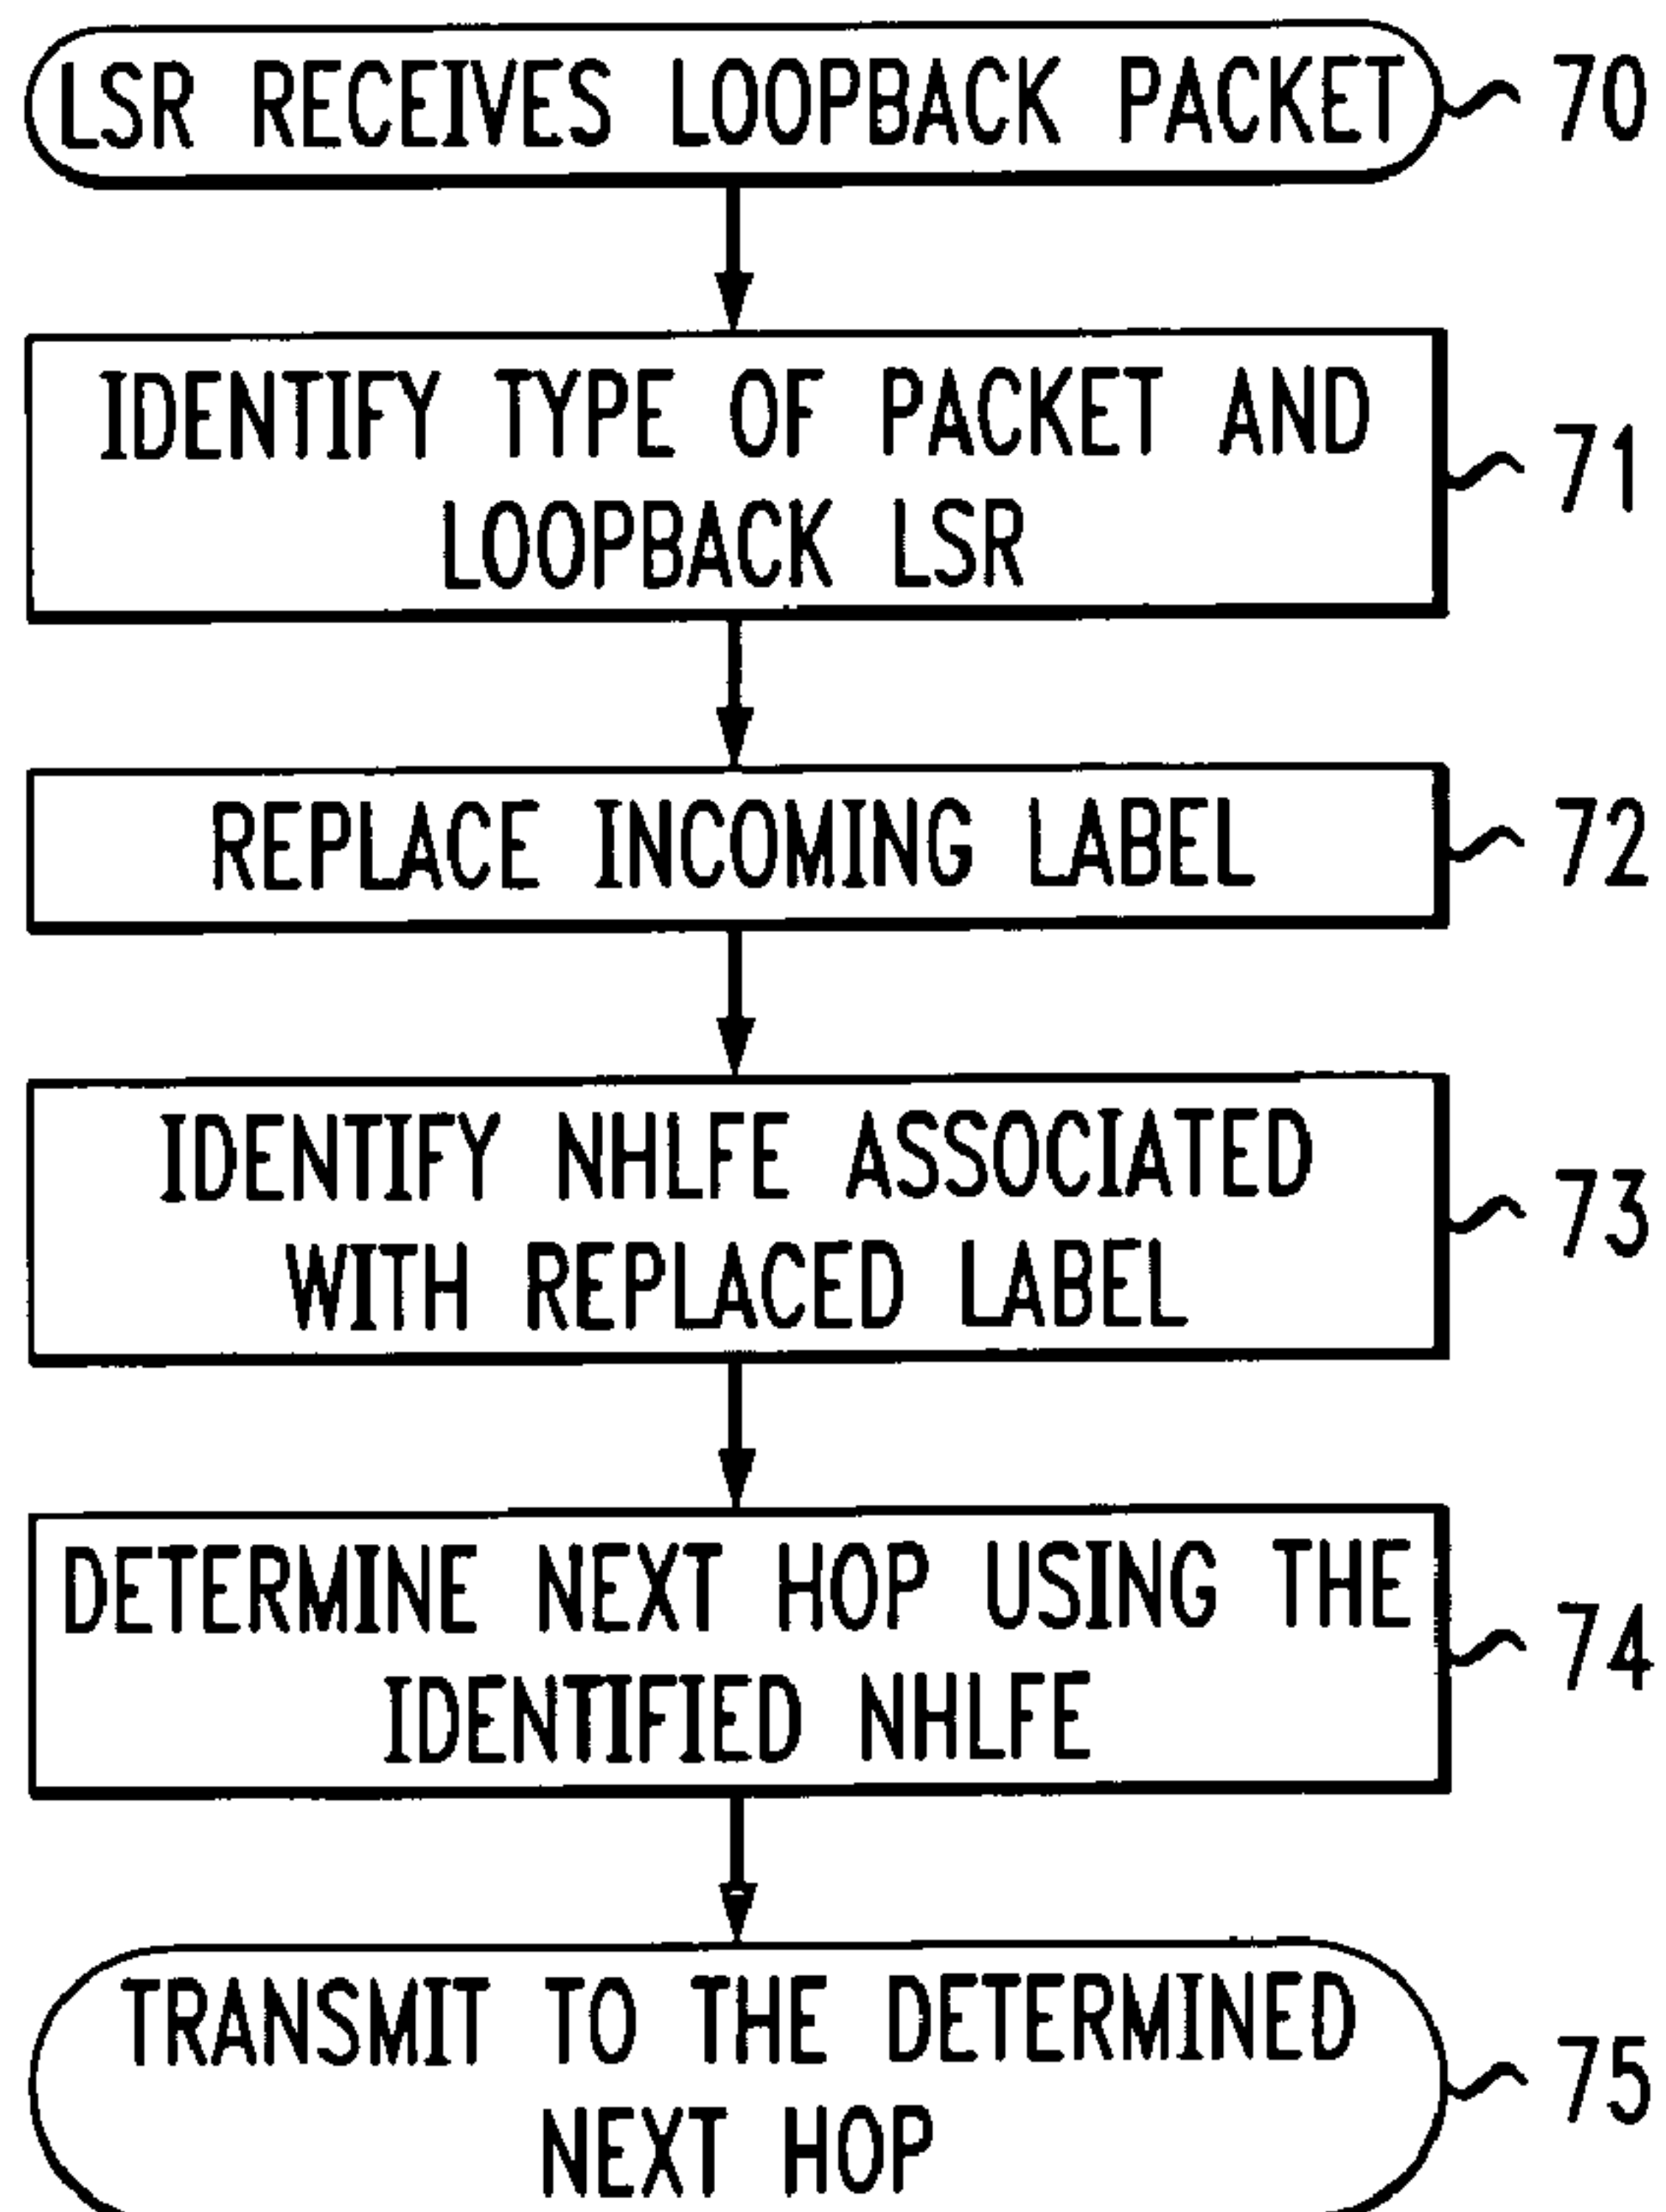 LSR RECEIVES LOOPBACK PACKET 70
IDENTIFY TYPE OF PACKET AND
LOOPBACK LSR 71
REPLACE INCOMING LABEL 72
IDENTIFY NHLFE ASSOCIATED
WITH REPLACED LABEL 73
DETERMINE NEXT HOP USING THE
IDENTIFIED NHLFE 74
TRANSMIT TO THE DETERMINED
NEXT HOP 75